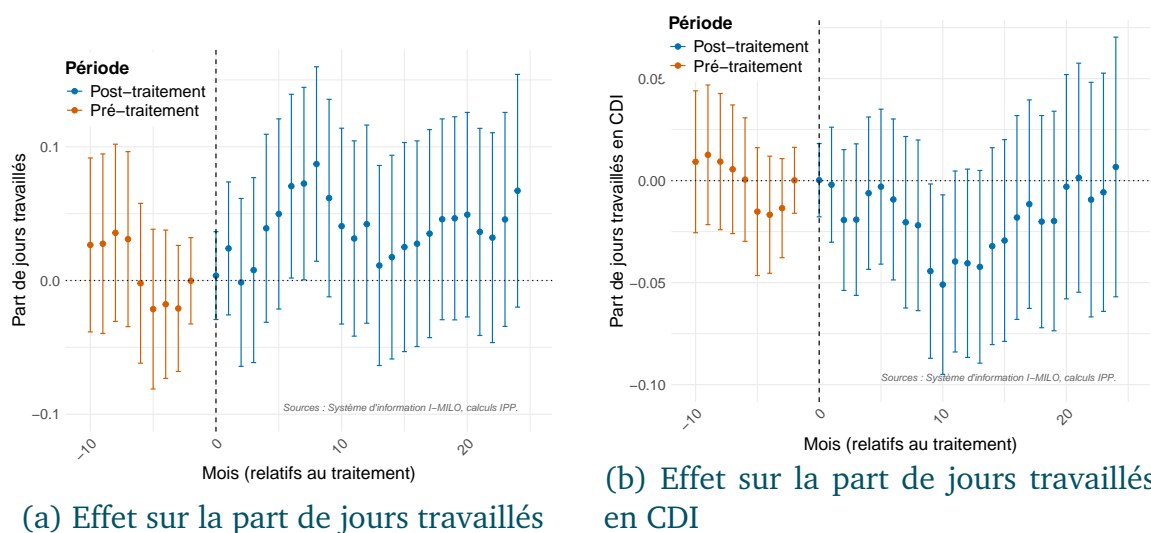 Période
Post−traitement
Pré−traitement
Part de jours travaillés
0.1
0.0
−0.1
−10
0
10
20
Sources : Système d'information I−MILO, calculs IPP.
Mois (relatifs au traitement)
(a) Effet sur la part de jours travaillés
Période
Post−traitement
Pré−traitement
Part de jours travaillés en CDI
0.05
0.00
−0.05
−0.10
−10
0
10
20
Sources : Système d'information I−MILO, calculs IPP.
Mois (relatifs au traitement)
(b) Effet sur la part de jours travaillés
en CDI